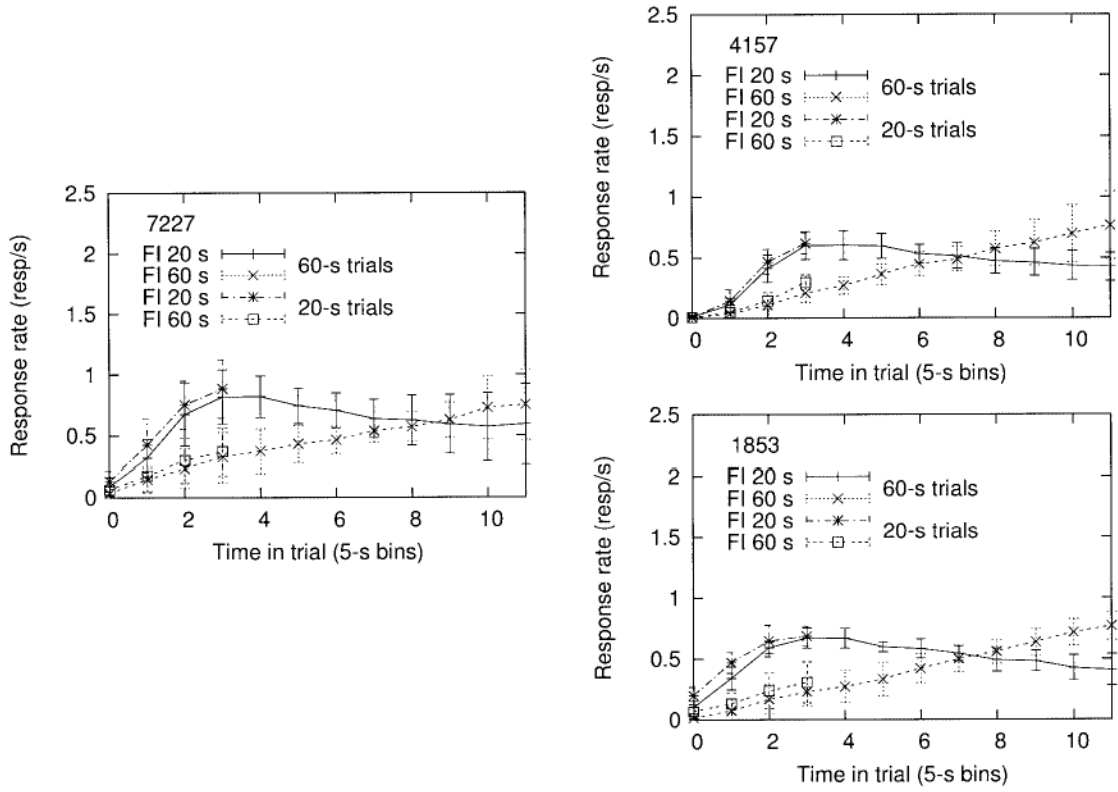 2.5
2
1.5
1
0.5
0
Response rate (resp/s)
7227
FI 20 s
FI 60 s
60-s trials
FI 20 s
FI 60 s
20-s trials
0 2 4 6 8 10
Time in trial (5-s bins)
2.5
2
1.5
1
0.5
0
Response rate (resp/s)
4157
FI 20 s
FI 60 s
60-s trials
FI 20 s
FI 60 s
20-s trials
0 2 4 6 8 10
Time in trial (5-s bins)
2.5
2
1.5
1
0.5
0
Response rate (resp/s)
1853
FI 20 s
FI 60 s
60-s trials
FI 20 s
FI 60 s
20-s trials
0 2 4 6 8 10
Time in trial (5-s bins)